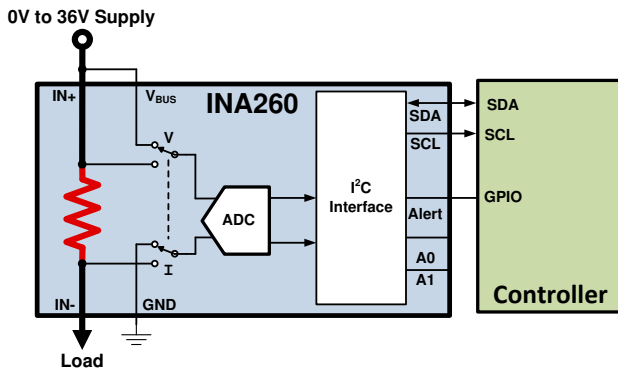 0V to 36V Supply
IN+
VBUS
INA260
V
SDA
SDA
SCL
SCL
I2C
Interface
ADC
GPIO
Alert
A0
A1
I
IN-
GND
Controller
Load